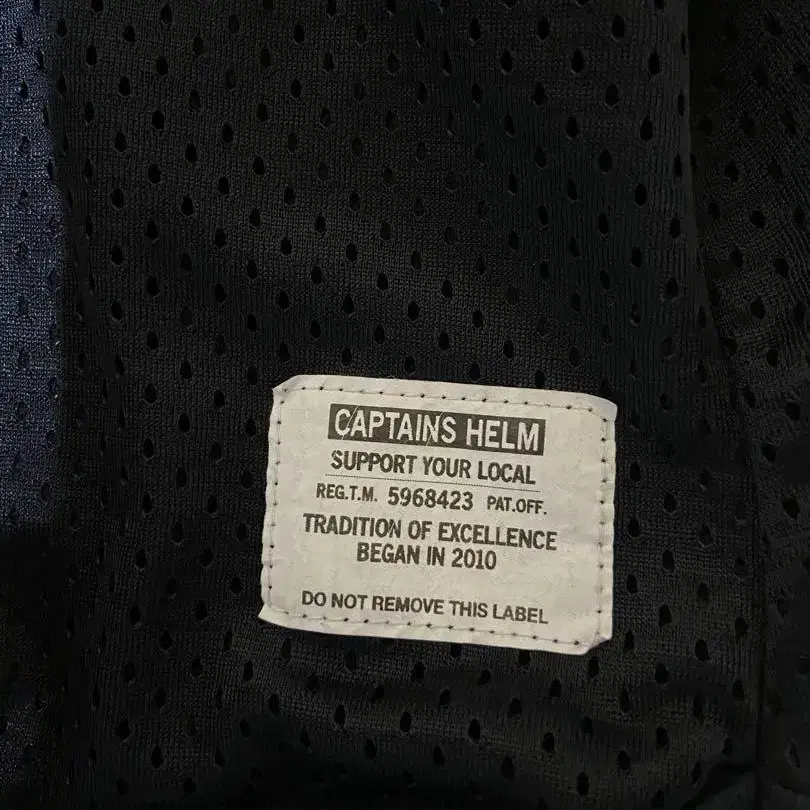 CAPTAINS HELM
SUPPORT YOUR LOCAL
REG.T.M. 5968423 PAT.OFF.
TRADITION OF EXCELLENCE
BEGAN IN 2010
DO NOT REMOVE THIS LABEL